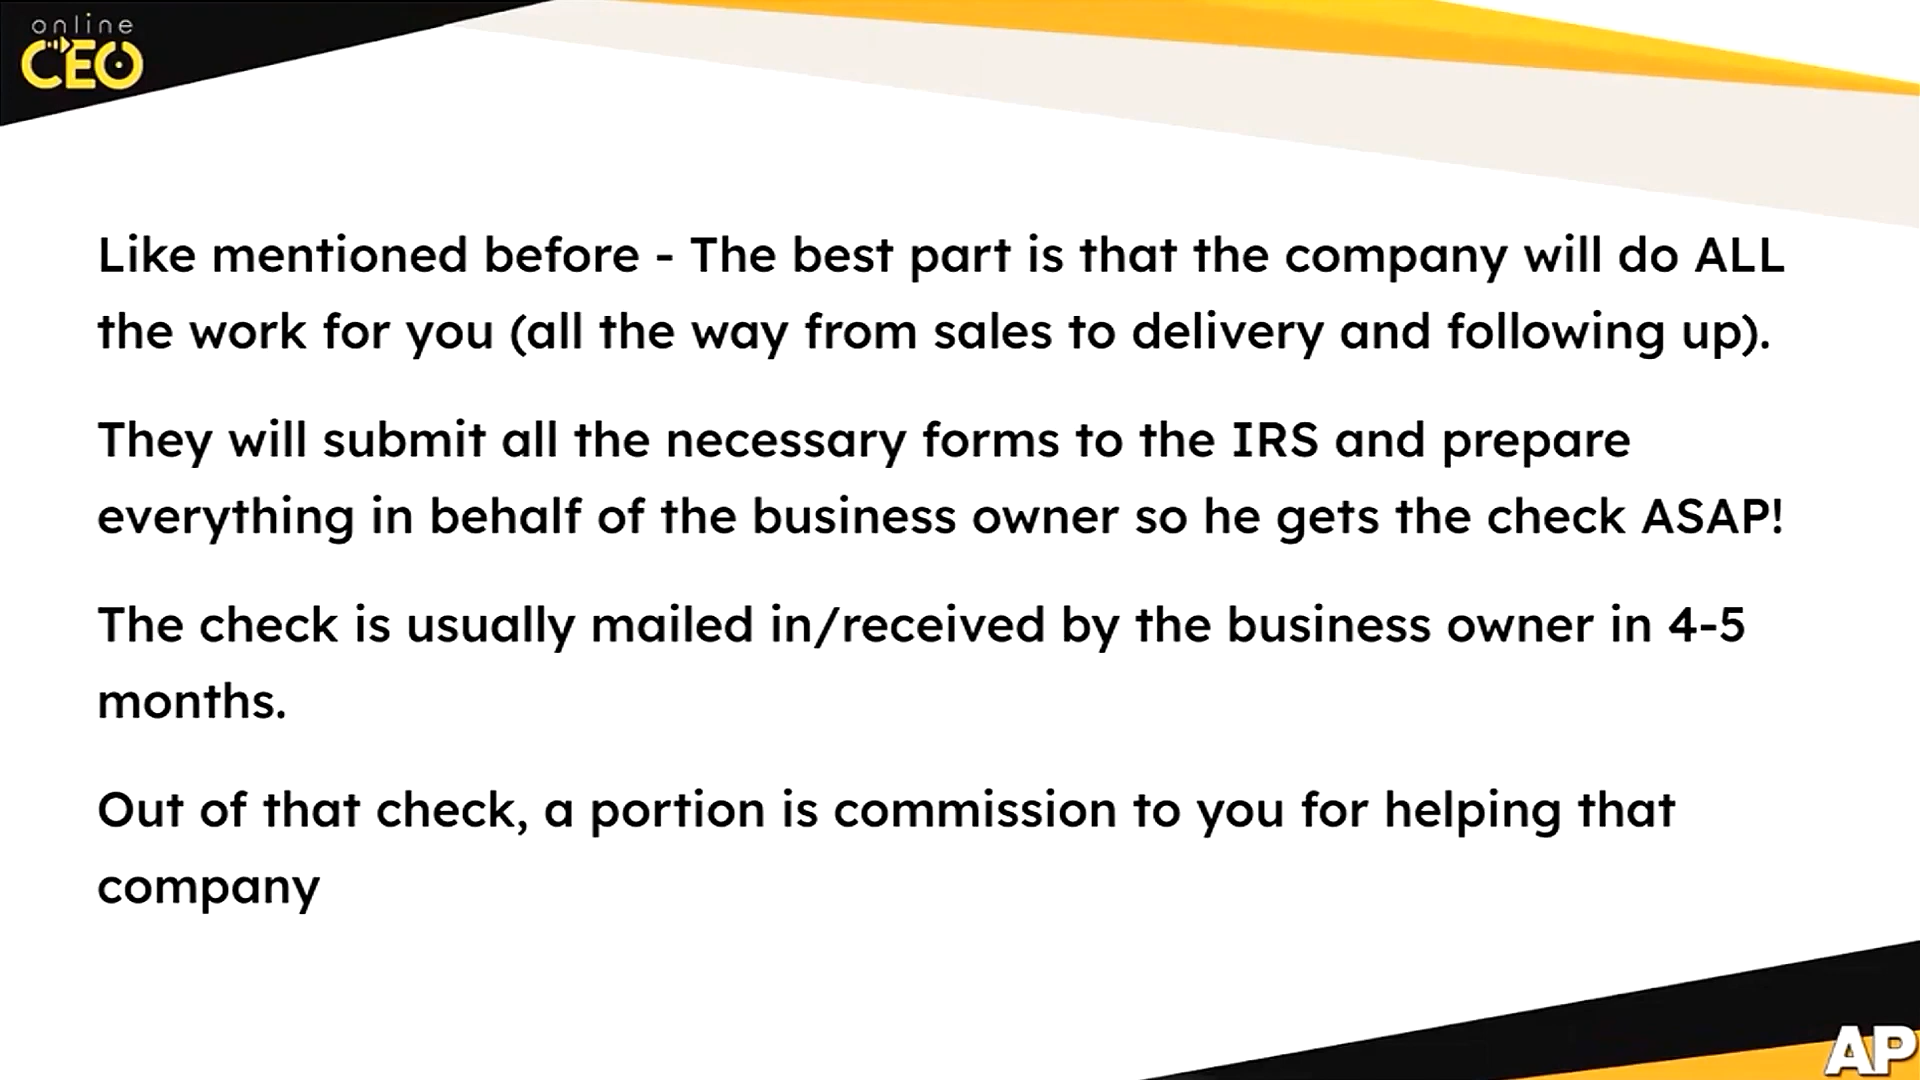 online
CEO
Like mentioned before - The best part is that the company will do ALL
the work for you (all the way from sales to delivery and following up).
They will submit all the necessary forms to the IRS and prepare
everything in behalf of the business owner so he gets the check ASAP!
The check is usually mailed in/received by the business owner in 4-5
months.
Out of that check, a portion is commission to you for helping that
company
AP